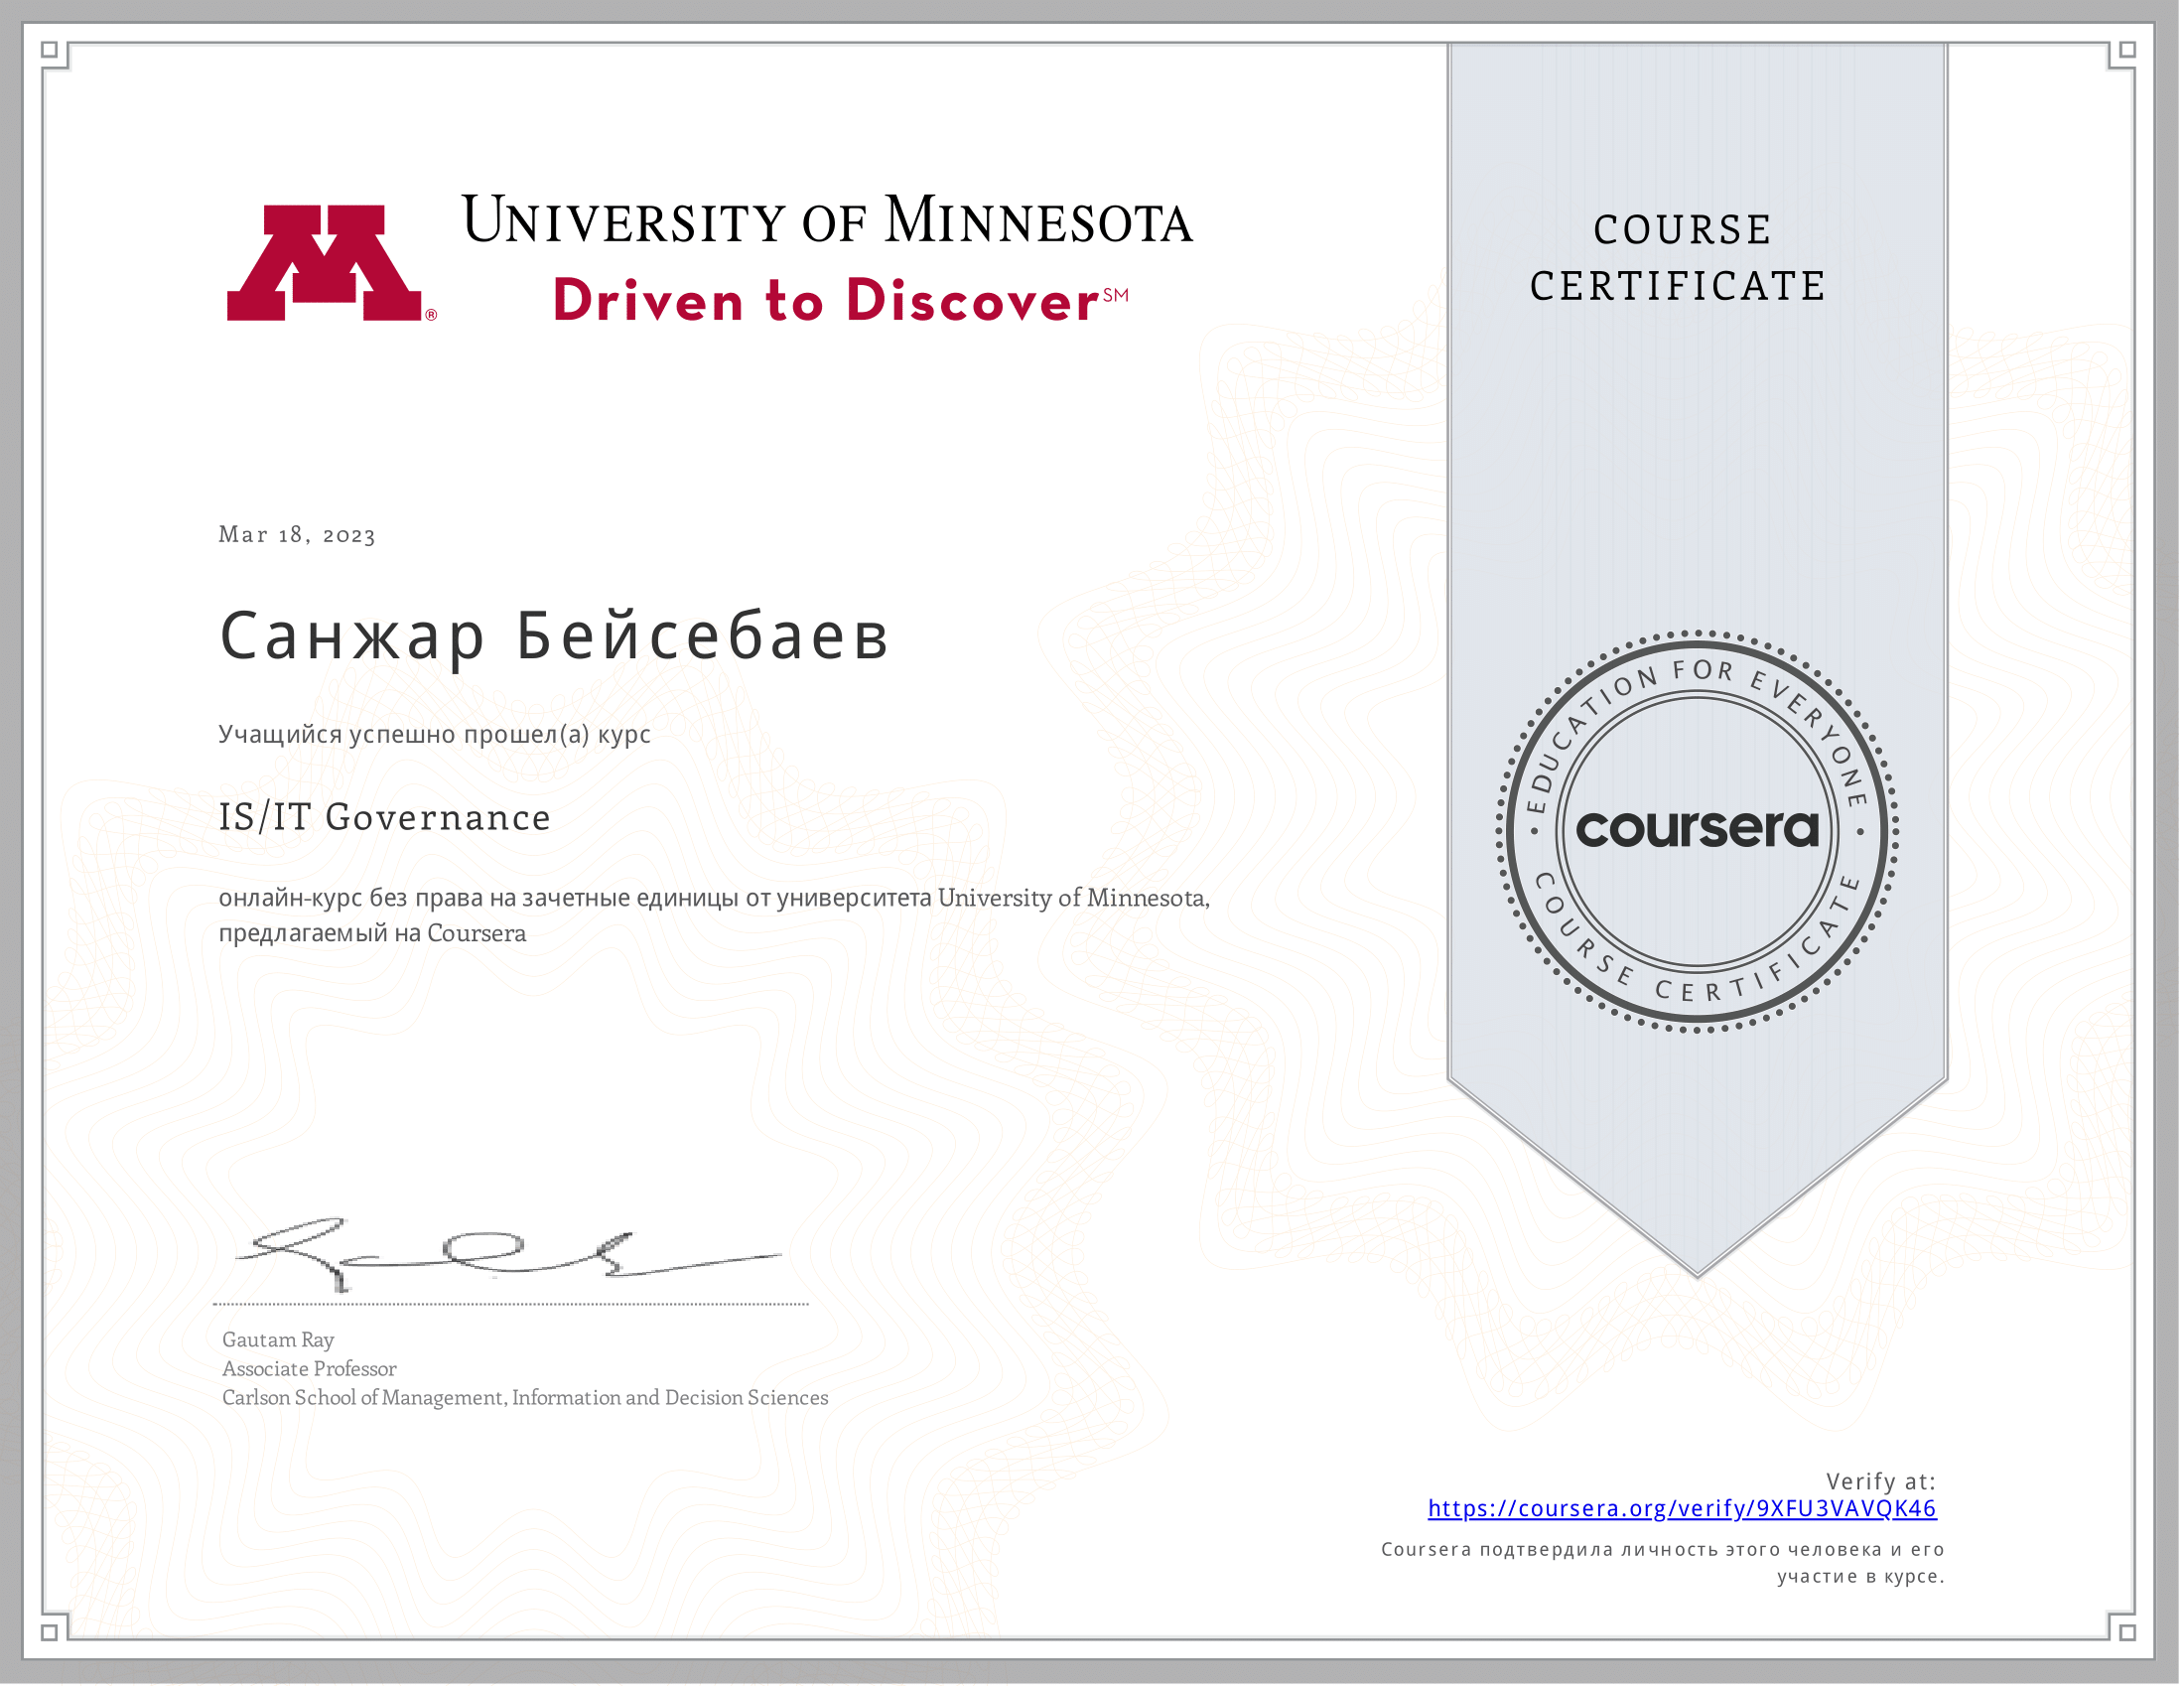 UNIVERSITY OF MINNESOTA
Driven to Discover℠
®
COURSE
CERTIFICATE
Mar 18, 2023
Санжар Бейсебаев
Учащийся успешно прошел(а) курс
IS/IT Governance
онлайн-курс без права на зачетные единицы от университета University of Minnesota,
предлагаемый на Coursera
EDUCATION FOR EVERYONE
coursera
COURSE CERTIFICATE
Gautam Ray
Associate Professor
Carlson School of Management, Information and Decision Sciences
Verify at:
https://coursera.org/verify/9XFU3VAVQK46
Coursera подтвердила личность этого человека и его
участие в курсе.